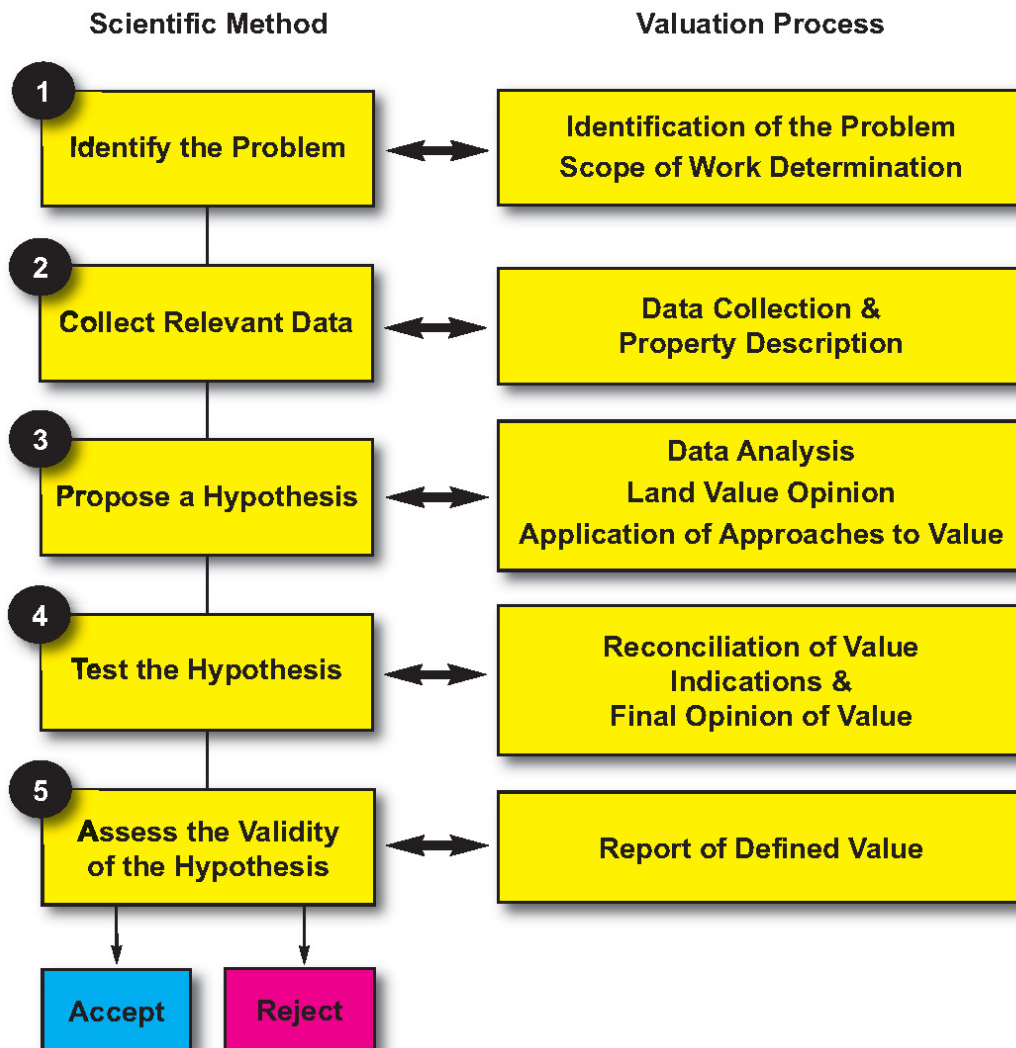 Scientific Method
Valuation Process
1
Identify the Problem
Identification of the Problem
Scope of Work Determination
2
Collect Relevant Data
Data Collection &
Property Description
3
Propose a Hypothesis
Data Analysis
Land Value Opinion
Application of Approaches to Value
4
Test the Hypothesis
Reconciliation of Value
Indications &
Final Opinion of Value
5
Assess the Validity
of the Hypothesis
Report of Defined Value
Accept
Reject